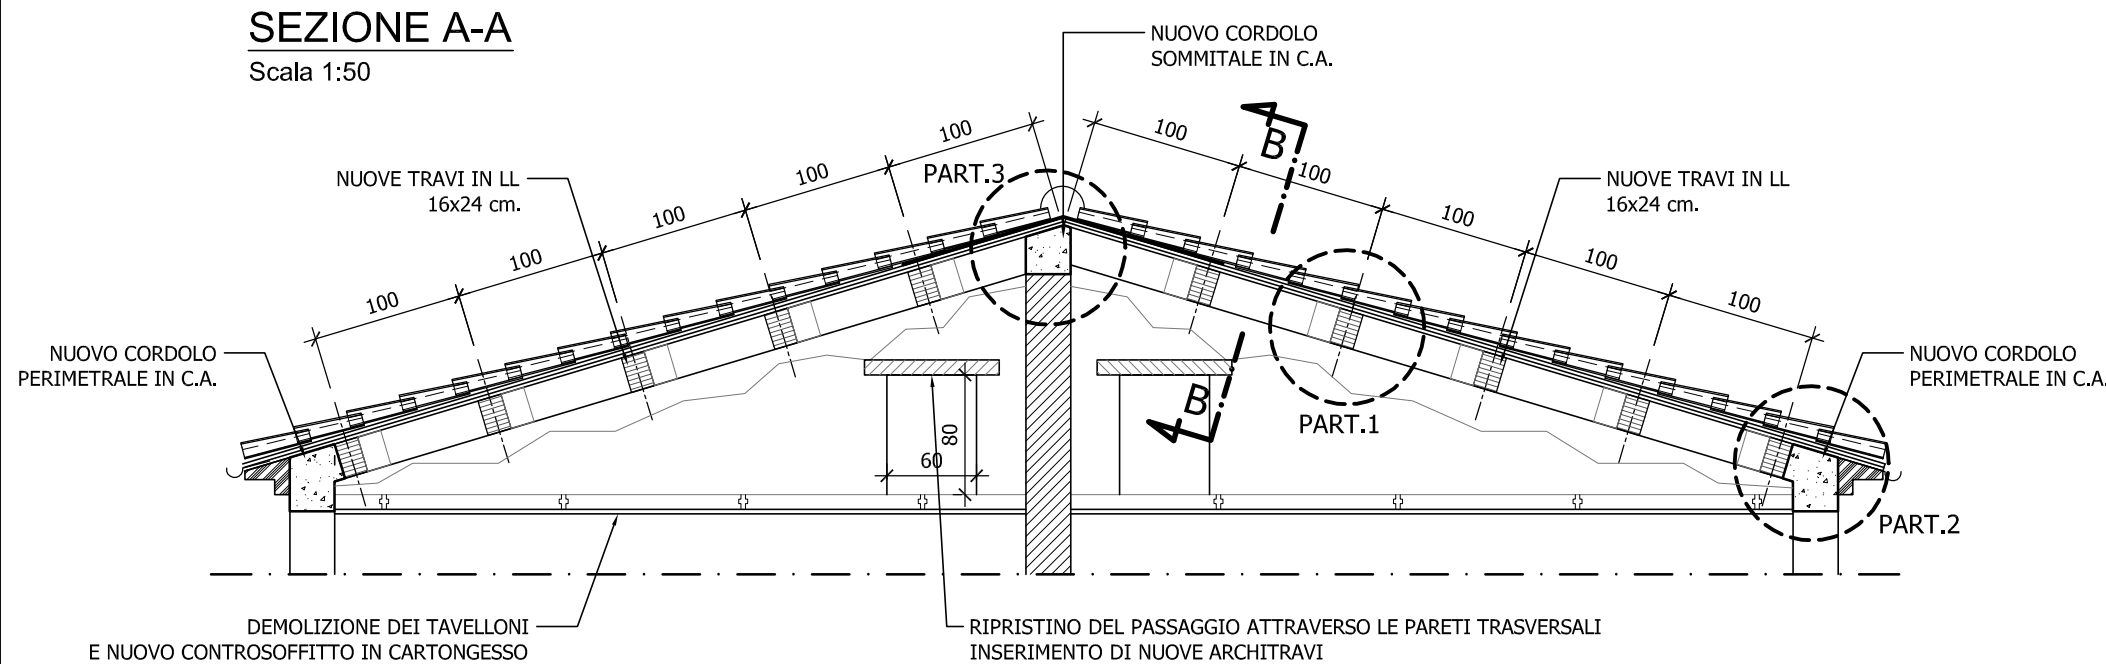 SEZIONE A-A
Scala 1:50
NUOVO CORDOLO
SOMMITALE IN C.A.
100
100
100
100
100
100
100
100
100
100
B
PART.3
NUOVE TRAVI IN LL
16x24 cm.
NUOVE TRAVI IN LL
16x24 cm.
NUOVO CORDOLO
PERIMETRALE IN C.A.
NUOVO CORDOLO
PERIMETRALE IN C.A.
B
PART.1
80
60
PART.2
DEMOLIZIONE DEI TAVELLONI
E NUOVO CONTROSOFFITTO IN CARTONGESSO
RIPRISTINO DEL PASSAGGIO ATTRAVERSO LE PARETI TRASVERSALI
INSERIMENTO DI NUOVE ARCHITRAVI